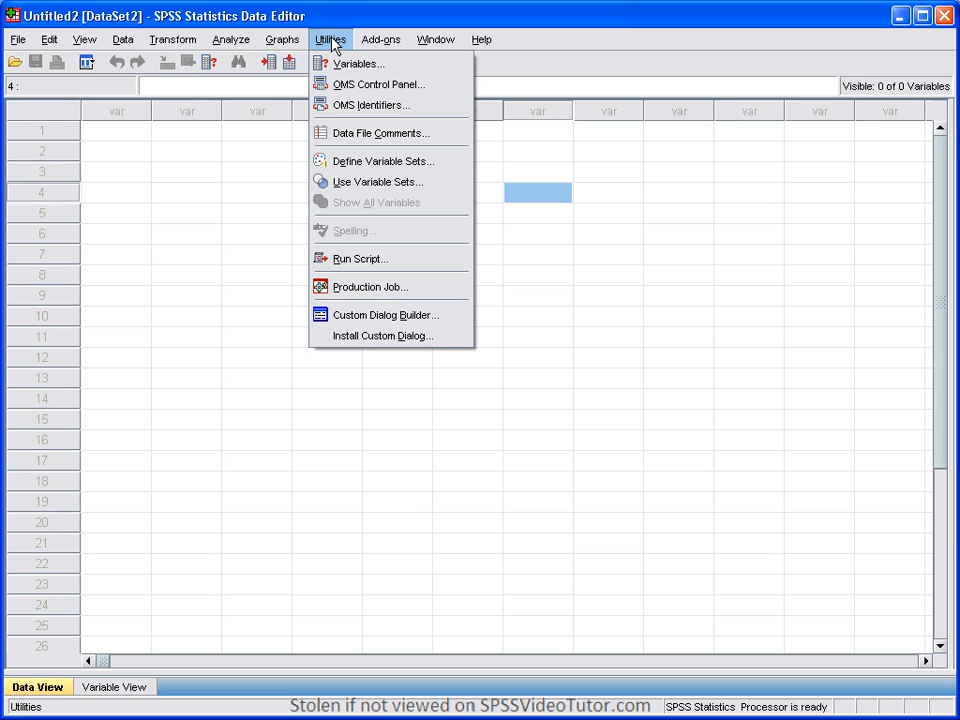 Untitled2 [DataSet2] - SPSS Statistics Data Editor
File Edit View Data Transform Analyze Graphs Utilities Add-ons Window Help
4 :
Visible: 0 of 0 Variables
Variables...
OMS Control Panel...
OMS Identifiers...
Data File Comments...
Define Variable Sets...
Use Variable Sets...
Show All Variables
Spelling...
Run Script...
Production Job...
Custom Dialog Builder...
Install Custom Dialog...
var var var var var var var var var
1
2
3
4
5
6
7
8
9
10
11
12
13
14
15
16
17
18
19
20
21
22
23
24
25
26
Data View Variable View
Utilities
Stolen if not viewed on SPSSVideoTutor.com
SPSS Statistics Processor is ready